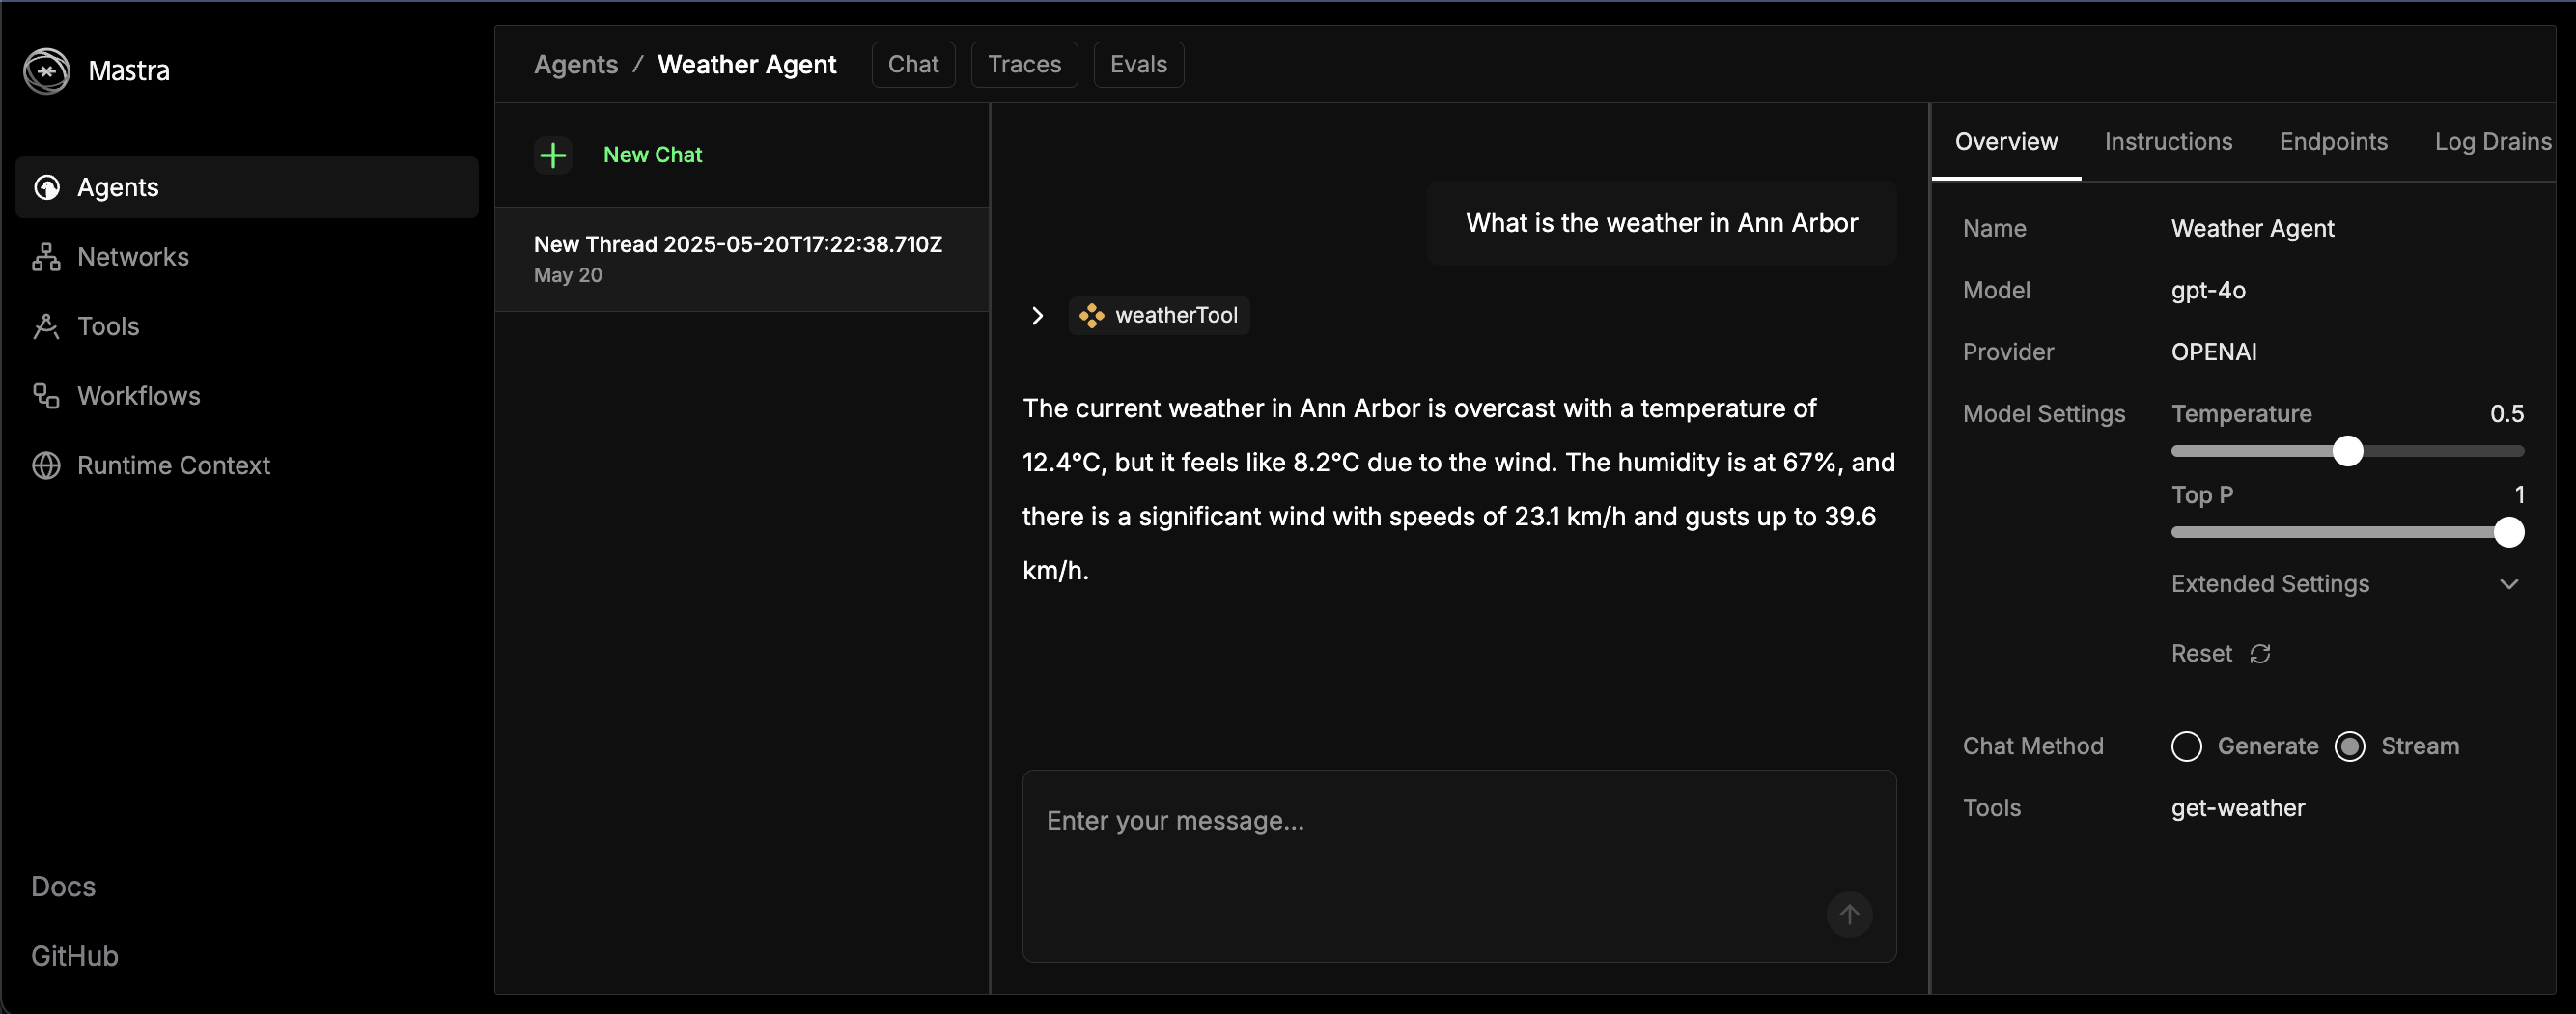 Mastra
Agents
Networks
Tools
Workflows
Runtime Context
Docs
GitHub
Agents / Weather Agent
Chat
Traces
Evals
New Chat
New Thread 2025-05-20T17:22:38.710Z
May 20
What is the weather in Ann Arbor
weatherTool
The current weather in Ann Arbor is overcast with a temperature of
12.4°C, but it feels like 8.2°C due to the wind. The humidity is at 67%, and
there is a significant wind with speeds of 23.1 km/h and gusts up to 39.6
km/h.
Enter your message...
Overview
Instructions
Endpoints
Log Drains
Name Weather Agent
Model gpt-4o
Provider OPENAI
Model Settings Temperature 0.5
Top P 1
Extended Settings
Reset
Chat Method Generate Stream
Tools get-weather